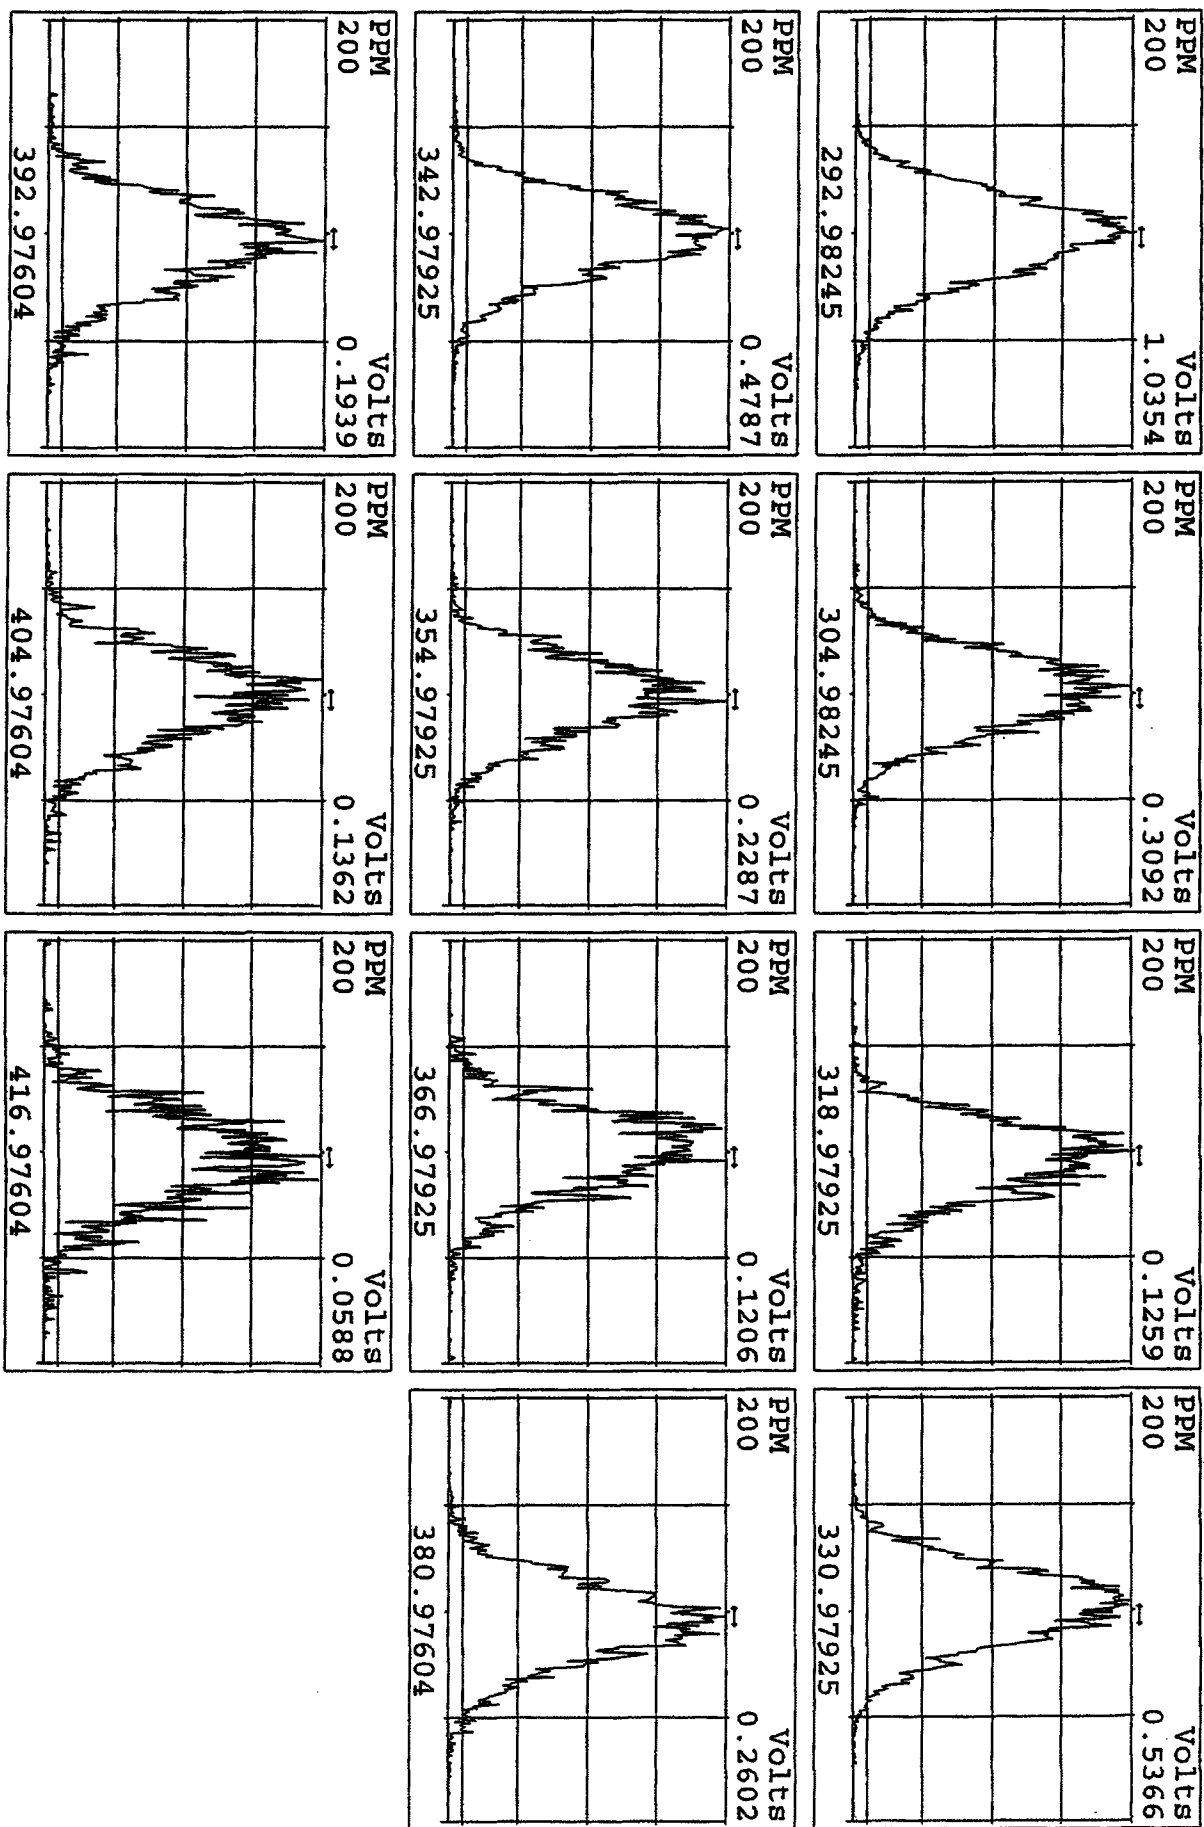 PPM Volts
200 1.0354
292.98245
PPM Volts
200 0.3092
304.98245
PPM Volts
200 0.1259
318.97925
PPM Volts
200 0.5366
330.97925
PPM Volts
200 0.4787
342.97925
PPM Volts
200 0.2287
354.97925
PPM Volts
200 0.1206
366.97925
PPM Volts
200 0.2602
380.97604
PPM Volts
200 0.1939
392.97604
PPM Volts
200 0.1362
404.97604
PPM Volts
200 0.0588
416.97604